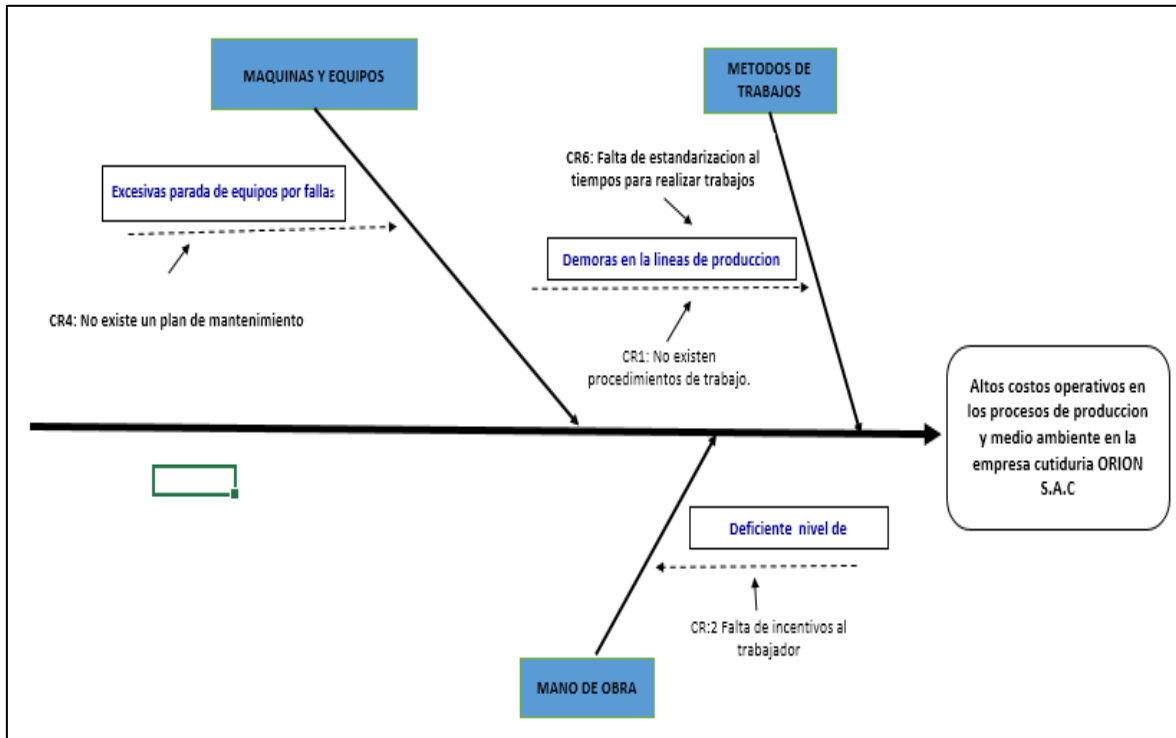 MAQUINAS Y EQUIPOS
METODOS DE
TRABAJOS
CR6: Falta de estandarizacion al
tiempos para realizar trabajos
Excesivas parada de equipos por fallas
Demoras en la lineas de produccion
CR4: No existe un plan de mantenimiento
CR1: No existen
procedimientos de trabajo.
Altos costos operativos en
los procesos de produccion
y medio ambiente en la
empresa cutiduria ORION
S.A.C
Deficiente nivel de
CR:2 Falta de incentivos al
trabajador
MANO DE OBRA